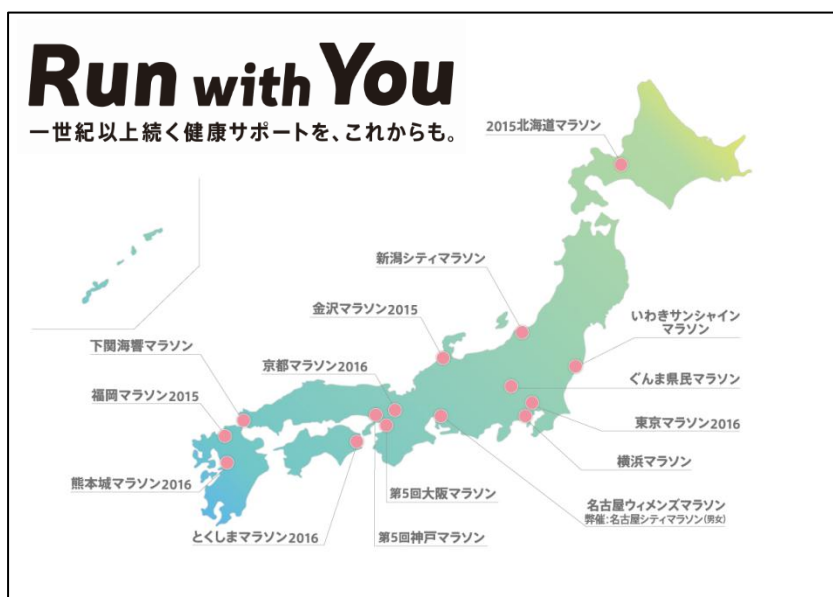 Run with You
一世紀以上続く健康サポートを、これからも。
2015北海道マラソン
新潟シティマラソン
金沢マラソン2015
いわきサンシャイン
マラソン
下関海響マラソン
京都マラソン2016
ぐんま県民マラソン
福岡マラソン2015
東京マラソン2016
横浜マラソン
熊本城マラソン2016
第5回大阪マラソン
名古屋ウィメンズマラソン
弊催:名古屋シティマラソン(男女)
とくしまマラソン2016
第5回神戸マラソン